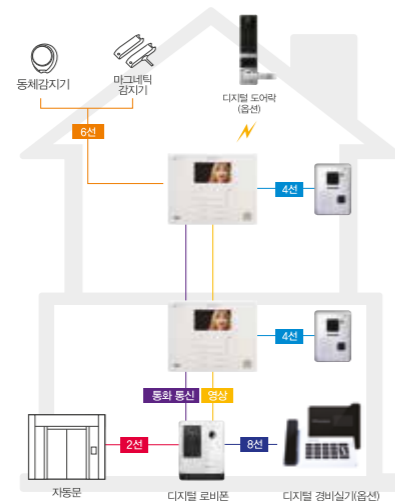 동체감지기
마그네틱
감지기
디지털 도어락
(옵션)
6선
4선
4선
통화 통신
영상
2선
8선
자동문
디지털 로비폰
디지털 경비실기(옵션)